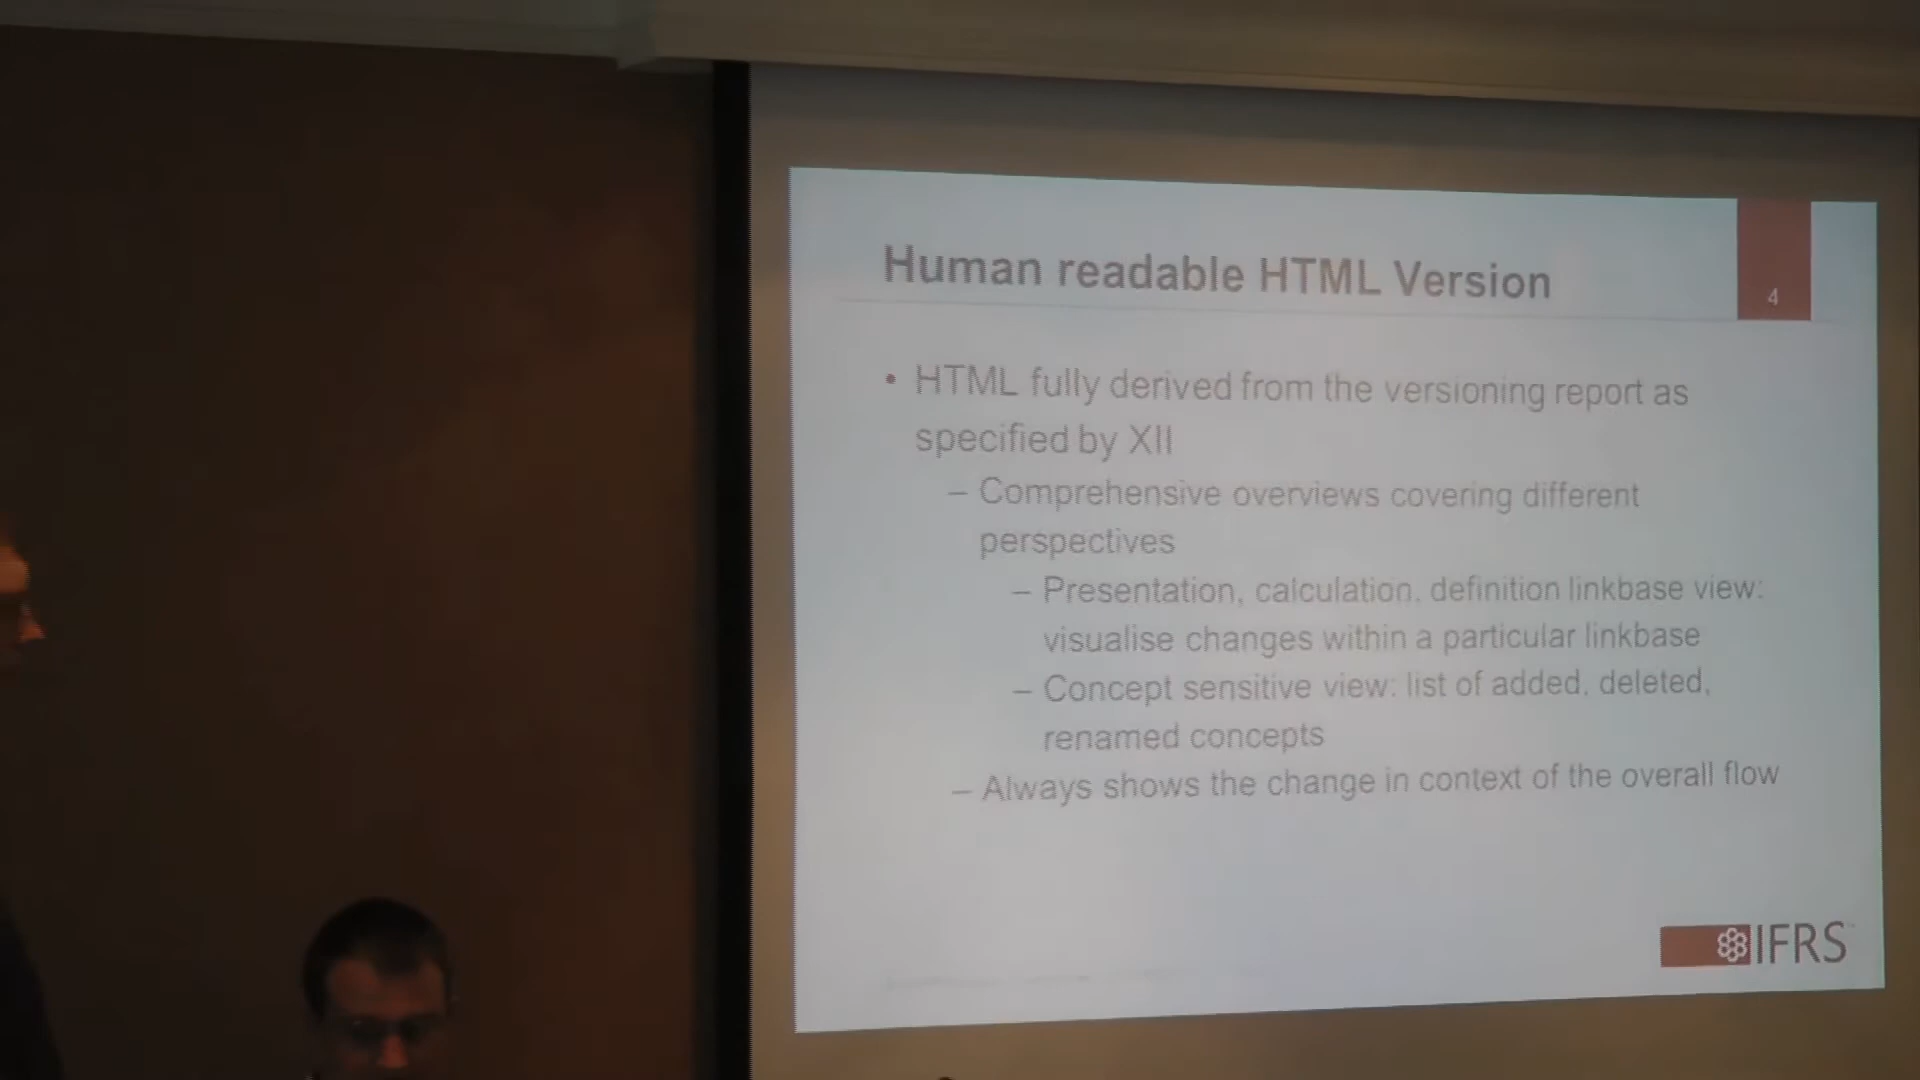 Human readable HTML Version
4
• HTML fully derived from the versioning report as
specified by XII
– Comprehensive overviews covering different
perspectives
– Presentation, calculation, definition linkbase view:
visualise changes within a particular linkbase
– Concept sensitive view: list of added, deleted,
renamed concepts
– Always shows the change in context of the overall flow
IFRS